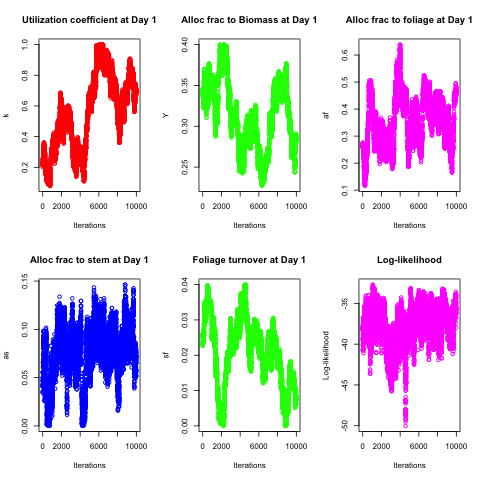 Utilization coefficient at Day 1
k
0.2 0.4 0.6 0.8 1.0
0 2000 6000 10000
Iterations
Alloc frac to Biomass at Day 1
Y
0.25 0.30 0.35 0.40
0 2000 6000 10000
Iterations
Alloc frac to foliage at Day 1
af
0.1 0.2 0.3 0.4 0.5 0.6
0 2000 6000 10000
Iterations
Alloc frac to stem at Day 1
as
0.00 0.05 0.10 0.15
0 2000 6000 10000
Iterations
Foliage turnover at Day 1
sf
0.00 0.01 0.02 0.03 0.04
0 2000 6000 10000
Iterations
Log-likelihood
Log-likelihood
-50 -45 -40 -35
0 2000 6000 10000
Iterations